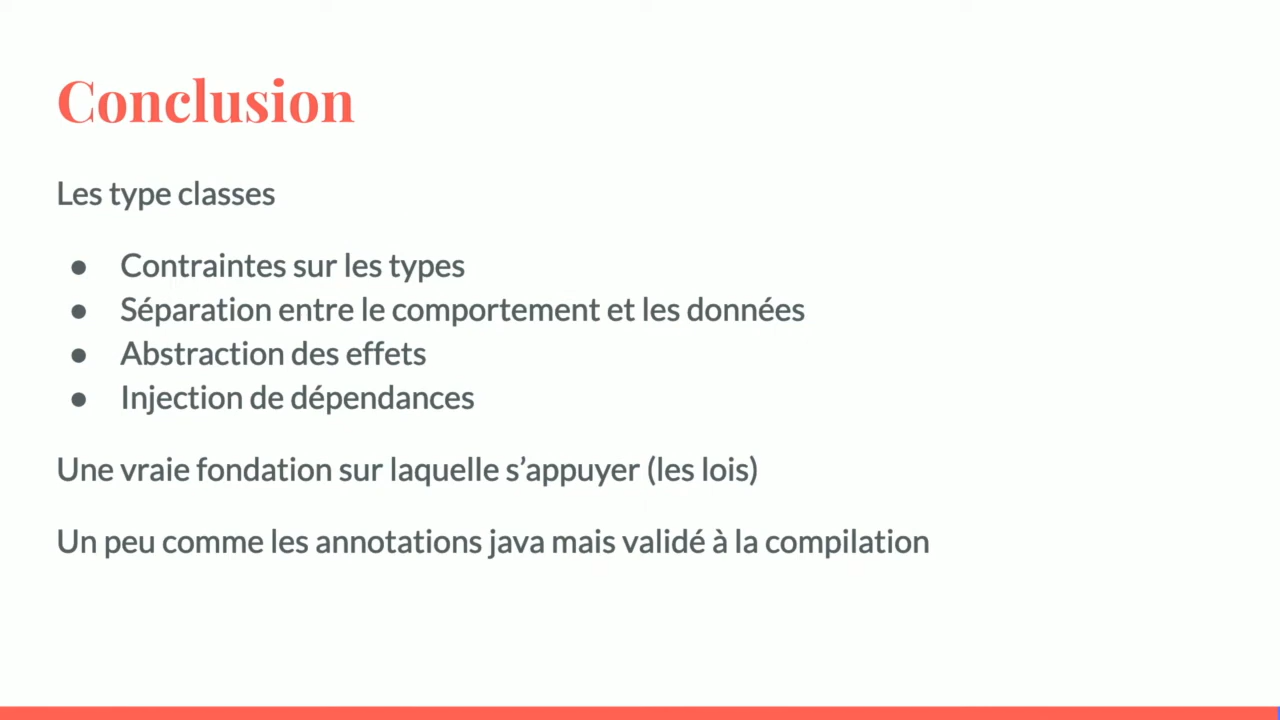 Conclusion
Les type classes
● Contraintes sur les types
● Séparation entre le comportement et les données
● Abstraction des effets
● Injection de dépendances
Une vraie fondation sur laquelle s’appuyer (les lois)
Un peu comme les annotations java mais validé à la compilation